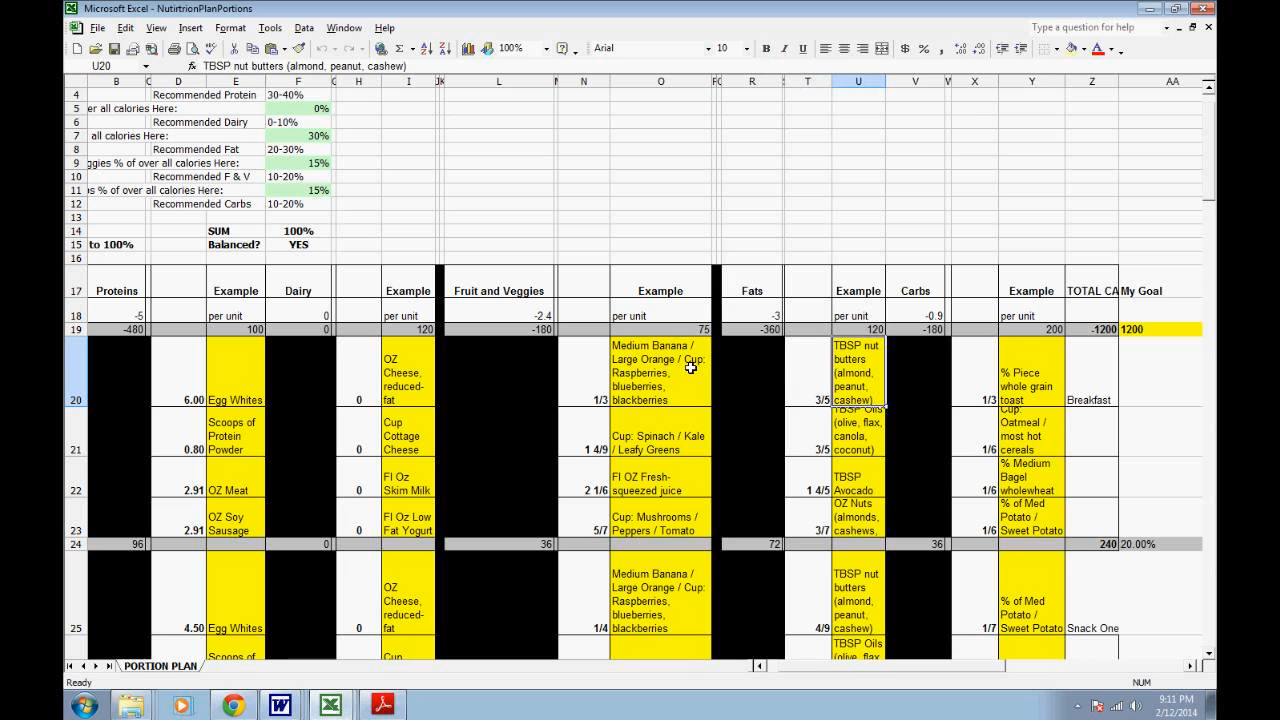 Microsoft Excel - NutirtrionPlanPortions
File Edit View Insert Format Tools Data Window Help Type a question for help
100% Arial 10 B I U $ %
U20 fx TBSP nut butters (almond, peanut, cashew)
B C D E F G H I J K L M N O P Q R S T U V W X Y Z AA
4 Recommended Protein 30-40%
5 er all calories Here: 0%
6 Recommended Dairy 0-10%
7 all calories Here: 30%
8 Recommended Fat 20-30%
9 ggies % of over all calories Here: 15%
10 Recommended F & V 10-20%
11 s % of over all calories Here: 15%
12 Recommended Carbs 10-20%
13
14 SUM 100%
15 to 100% Balanced? YES
16
17 Proteins Example Dairy Example Fruit and Veggies Example Fats Example Carbs Example TOTAL CA My Goal
18 -5 per unit 0 per unit -2.4 per unit -3 per unit -0.9 per unit
19 -480 100 0 120 -180 75 -360 120 -180 200 -1200 1200
20 6.00 Egg Whites 0 OZ Cheese, reduced-fat 1/3 Medium Banana / Large Orange / Cup: Raspberries, blueberries, blackberries 3/5 TBSP nut butters (almond, peanut, cashew) 1/3 % Piece whole grain toast Breakfast
21 0.80 Scoops of Protein Powder 0 Cup Cottage Cheese 1 4/9 Cup: Spinach / Kale / Leafy Greens 3/5 TBSP Oils (olive, flax, canola, coconut) 1/6 Cup: Oatmeal / most hot cereals
22 2.91 OZ Meat 0 Fl Oz Skim Milk 2 1/6 Fl OZ Fresh-squeezed juice 1 4/5 TBSP Avocado 1/6 % Medium Bagel wholewheat
23 2.91 OZ Soy Sausage 0 Fl Oz Low Fat Yogurt 5/7 Cup: Mushrooms / Peppers / Tomato 3/7 OZ Nuts (almonds, cashews, 1/6 % of Med Potato / Sweet Potato
24 96 0 36 72 36 240 20.00%
25 4.50 Egg Whites 0 OZ Cheese, reduced-fat 1/4 Medium Banana / Large Orange / Cup: Raspberries, blueberries, blackberries 4/9 TBSP nut butters (almond, peanut, cashew) 1/7 % of Med Potato / Sweet Potato Snack One
Scoops of Cup TBSP Oils (olive, flax
PORTION PLAN
Ready NUM
9:11 PM
2/12/2014